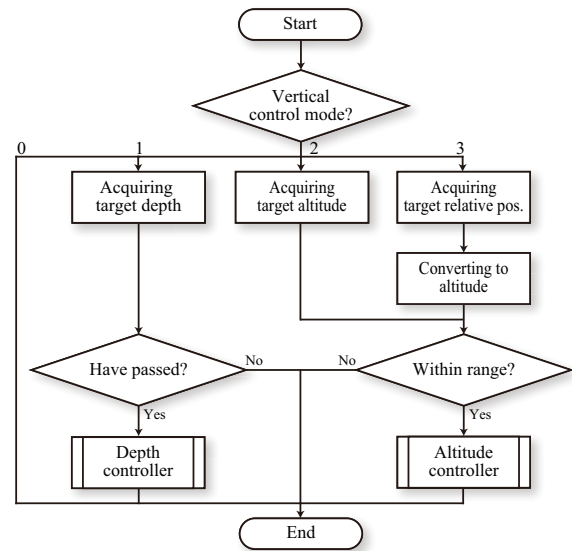 Start
Vertical
control mode?
0
1
2
3
Acquiring
target depth
Acquiring
target altitude
Acquiring
target relative pos.
Converting to
altitude
Have passed?
No
No
Within range?
Yes
Yes
Depth
controller
Altitude
controller
End